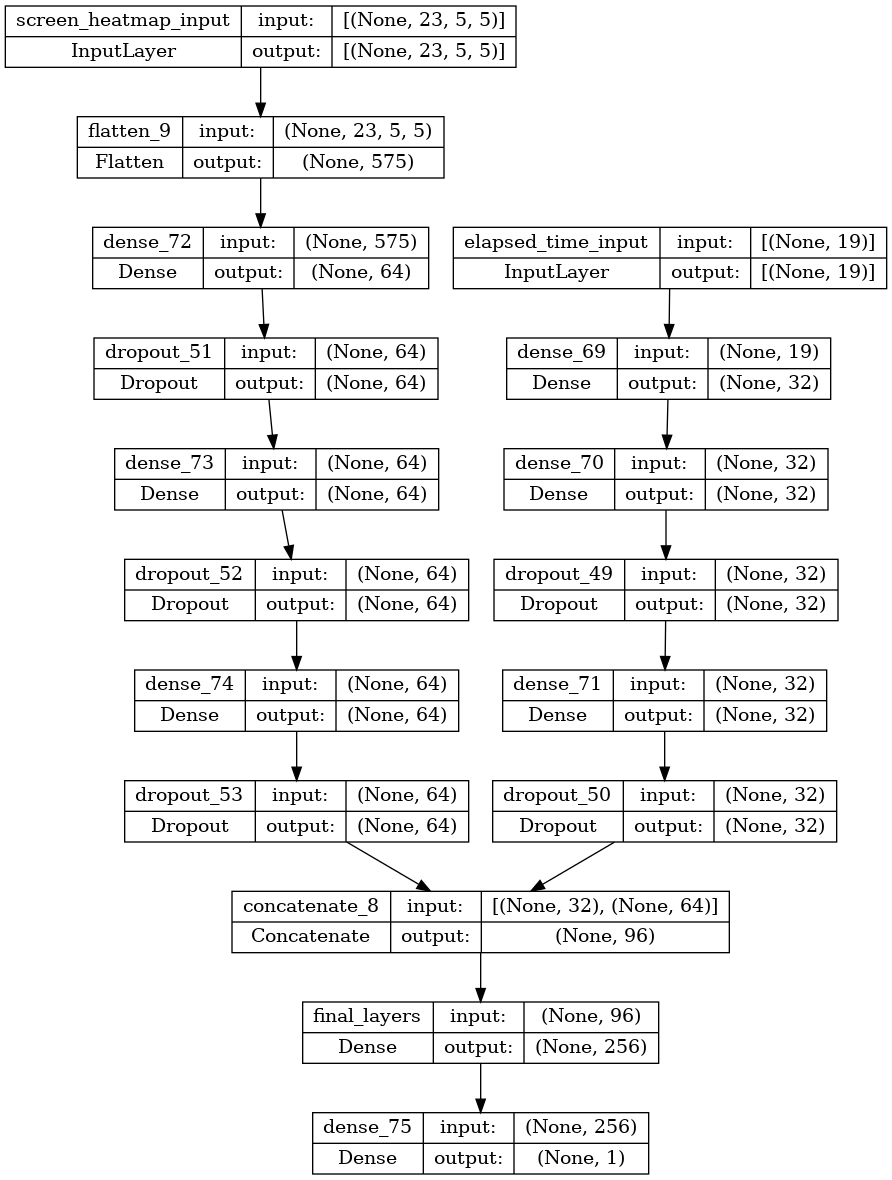 screen_heatmap_input input: [(None, 23, 5, 5)]
InputLayer output: [(None, 23, 5, 5)]
flatten_9 input: (None, 23, 5, 5)
Flatten output: (None, 575)
dense_72 input: (None, 575)
Dense output: (None, 64)
elapsed_time_input input: [(None, 19)]
InputLayer output: [(None, 19)]
dropout_51 input: (None, 64)
Dropout output: (None, 64)
dense_69 input: (None, 19)
Dense output: (None, 32)
dense_73 input: (None, 64)
Dense output: (None, 64)
dense_70 input: (None, 32)
Dense output: (None, 32)
dropout_52 input: (None, 64)
Dropout output: (None, 64)
dropout_49 input: (None, 32)
Dropout output: (None, 32)
dense_74 input: (None, 64)
Dense output: (None, 64)
dense_71 input: (None, 32)
Dense output: (None, 32)
dropout_53 input: (None, 64)
Dropout output: (None, 64)
dropout_50 input: (None, 32)
Dropout output: (None, 32)
concatenate_8 input: [(None, 32), (None, 64)]
Concatenate output: (None, 96)
final_layers input: (None, 96)
Dense output: (None, 256)
dense_75 input: (None, 256)
Dense output: (None, 1)